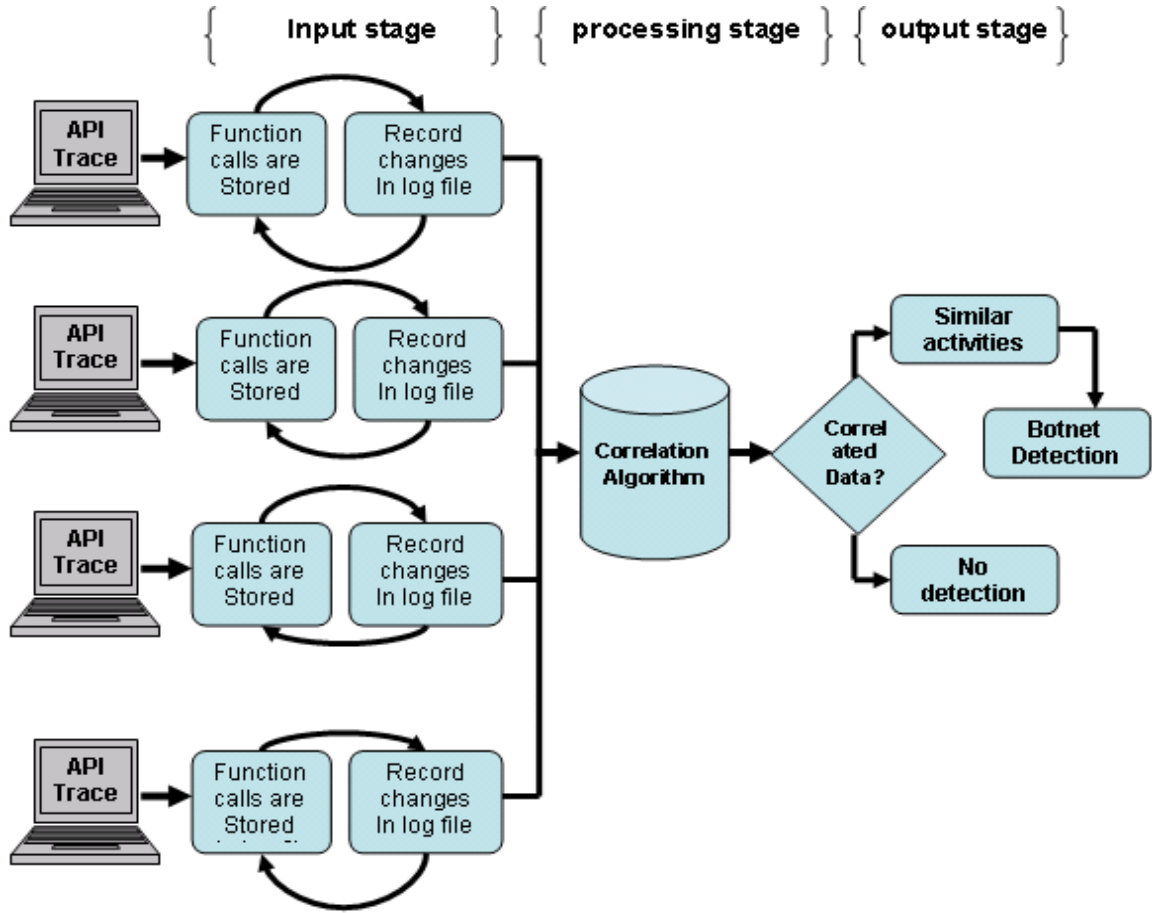 Input stage
processing stage
output stage
API
Trace
Function
calls are
Stored
Record
changes
In log file
API
Trace
Function
calls are
Stored
Record
changes
In log file
API
Trace
Function
calls are
Stored
Record
changes
In log file
API
Trace
Function
calls are
Stored
Record
changes
In log file
Correlation
Algorithm
Correl
ated
Data?
Similar
activities
Botnet
Detection
No
detection